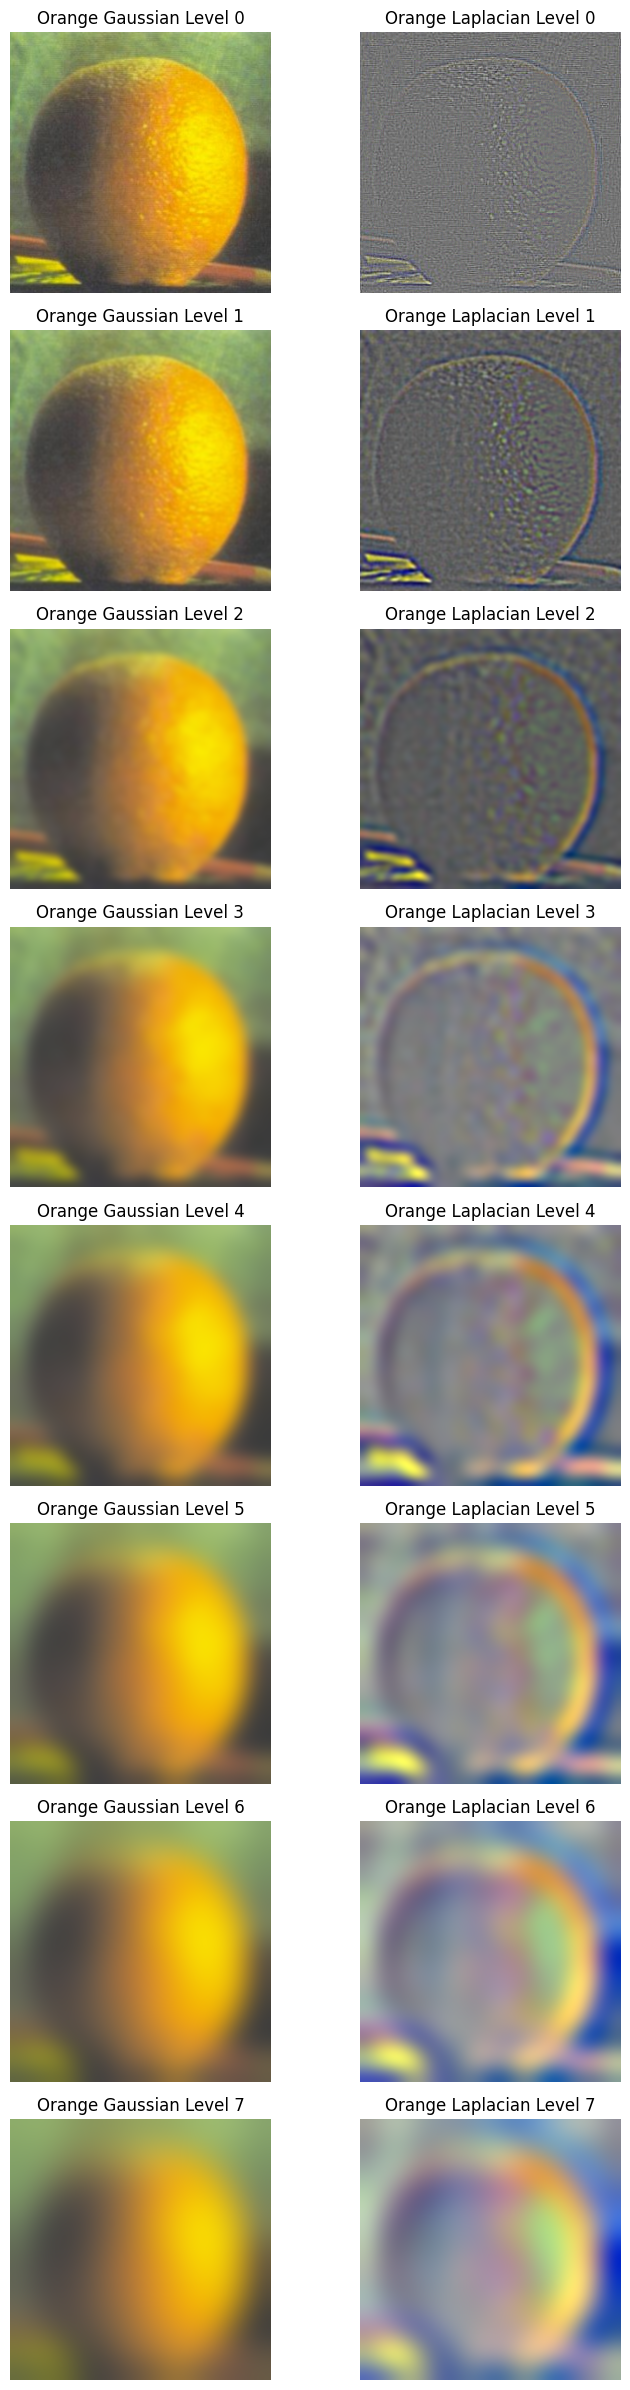 Orange Gaussian Level 0
Orange Laplacian Level 0
Orange Gaussian Level 1
Orange Laplacian Level 1
Orange Gaussian Level 2
Orange Laplacian Level 2
Orange Gaussian Level 3
Orange Laplacian Level 3
Orange Gaussian Level 4
Orange Laplacian Level 4
Orange Gaussian Level 5
Orange Laplacian Level 5
Orange Gaussian Level 6
Orange Laplacian Level 6
Orange Gaussian Level 7
Orange Laplacian Level 7